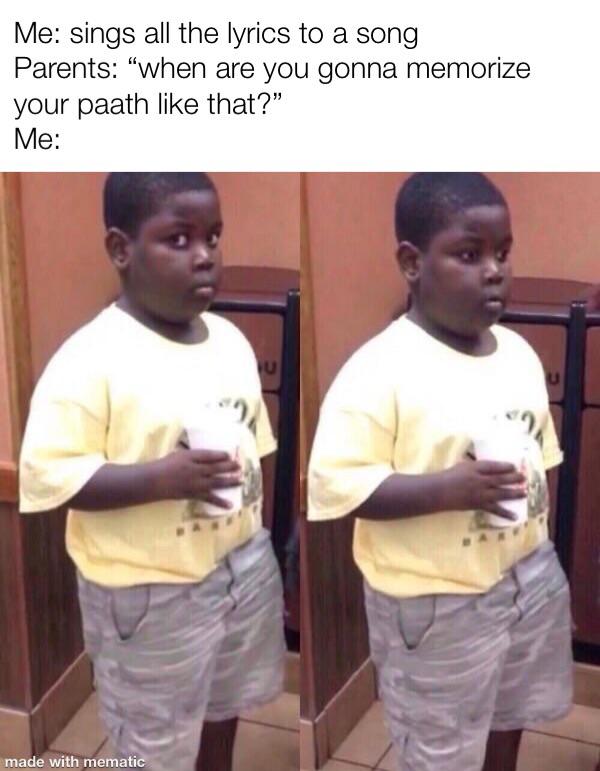 Me: sings all the lyrics to a song
Parents: “when are you gonna memorize
your paath like that?”
Me:
U
U
made with mematic